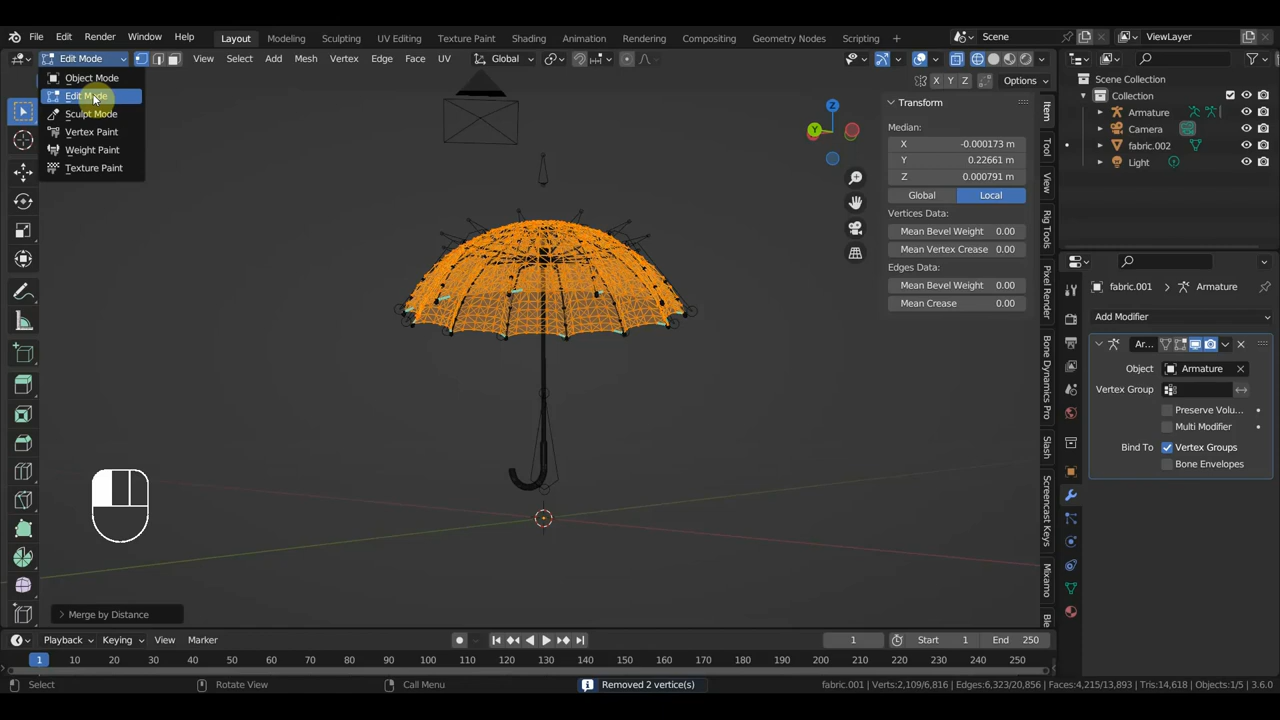 File Edit Render Window Help Layout Modeling Sculpting UV Editing Texture Paint Shading Animation Rendering Compositing Geometry Nodes Scripting Scene ViewLayer
Edit Mode View Select Add Mesh Vertex Edge Face UV Global
Object Mode
Edit Mode
Sculpt Mode
Vertex Paint
Weight Paint
Texture Paint
X Y Z Options
Transform
Median:
X -0.000173 m
Y 0.22661 m
Z 0.000791 m
Global Local
Vertices Data:
Mean Bevel Weight 0.00
Mean Vertex Crease 0.00
Edges Data:
Mean Bevel Weight 0.00
Mean Crease 0.00
Item
Tool
View
Rig Tools
Pixel Render
Bone Dynamics Pro
Slash
Screencast Keys
Mixamo
Ble
Z
Y
Scene Collection
Collection
Armature
Camera
fabric.002
Light
fabric.001 > Armature
Add Modifier
Ar...
Object Armature
Vertex Group
Preserve Volu...
Multi Modifier
Bind To Vertex Groups
Bone Envelopes
> Merge by Distance
Playback Keying View Marker 1 Start 1 End 250
1 10 20 30 40 50 60 70 80 90 100 110 120 130 140 150 160 170 180 190 200 210 220 230 240 250
Select Rotate View Call Menu Removed 2 vertice(s) fabric.001 | Verts:2,109/6,816 | Edges:6,323/20,856 | Faces:4,215/13,893 | Tris:14,618 | Objects:1/5 | 3.6.0